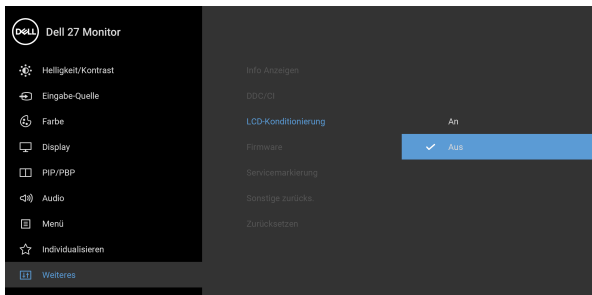 DELL Dell 27 Monitor
Helligkeit/Kontrast
Eingabe-Quelle
Farbe
Display
PIP/PBP
Audio
Menü
Individualisieren
Weiteres
Info Anzeigen
DDC/CI
LCD-Konditionierung
Firmware
Servicemarkierung
Sonstige zurücks.
Zurücksetzen
An
Aus